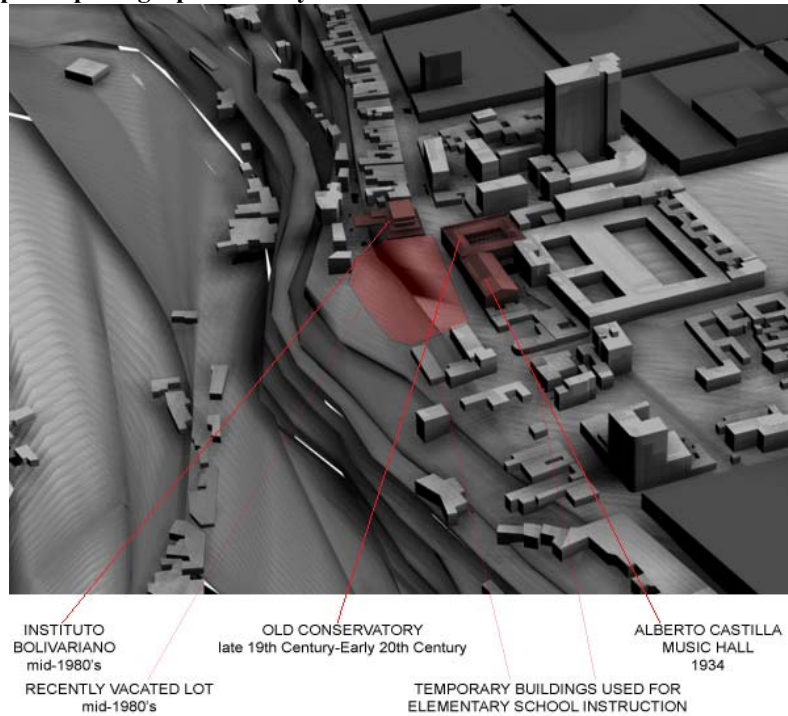 INSTITUTO
BOLIVARIANO
mid-1980's
OLD CONSERVATORY
late 19th Century-Early 20th Century
ALBERTO CASTILLA
MUSIC HALL
1934
RECENTLY VACATED LOT
mid-1980's
TEMPORARY BUILDINGS USED FOR
ELEMENTARY SCHOOL INSTRUCTION